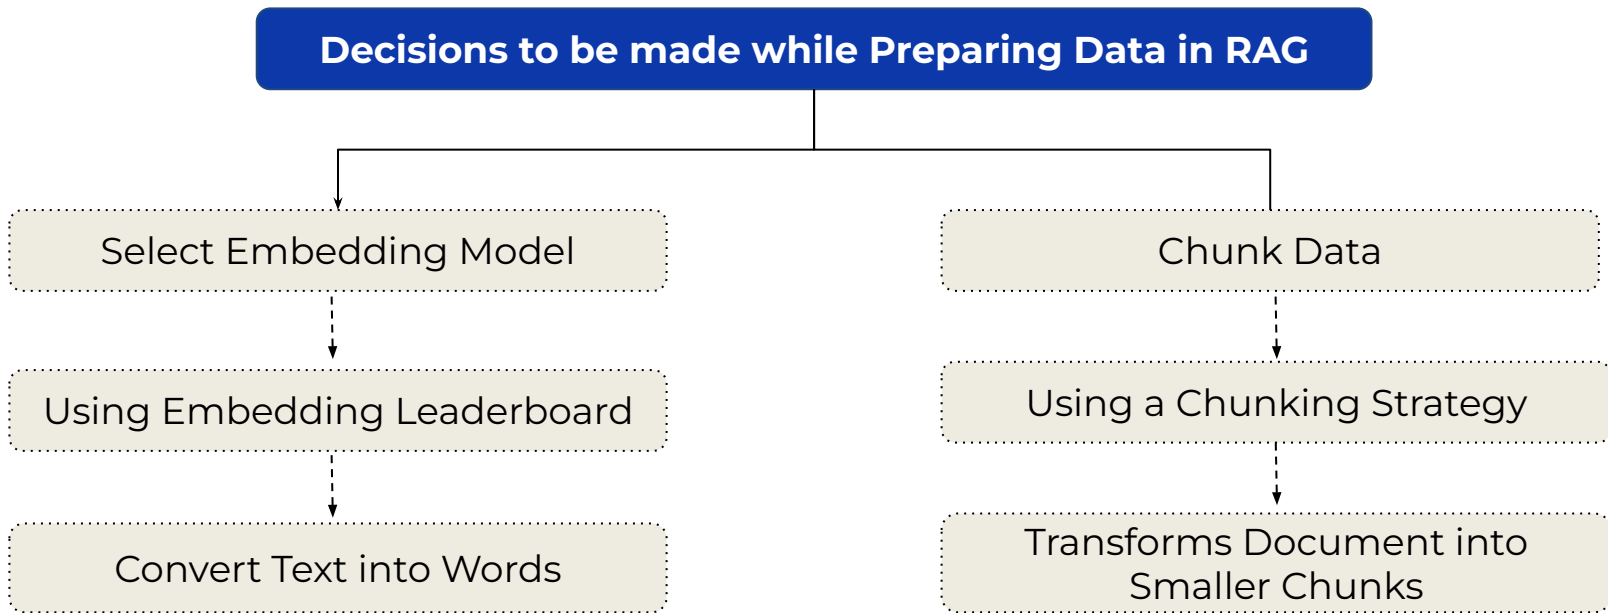 Decisions to be made while Preparing Data in RAG
Select Embedding Model
Using Embedding Leaderboard
Convert Text into Words
Chunk Data
Using a Chunking Strategy
Transforms Document into
Smaller Chunks